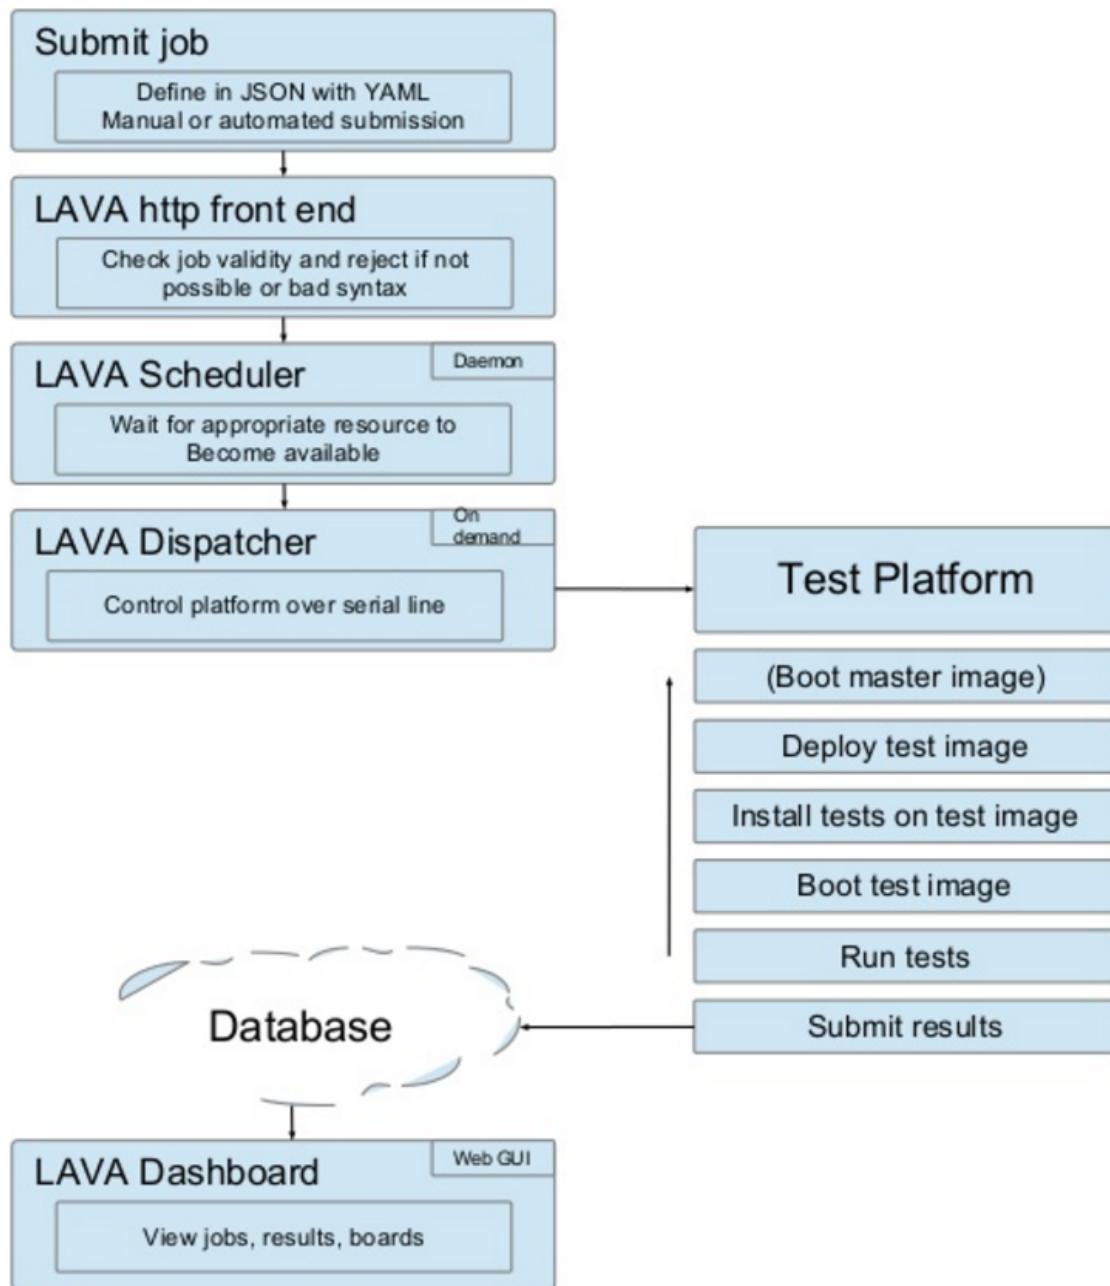 Submit job
Define in JSON with YAML
Manual or automated submission
LAVA http front end
Check job validity and reject if not
possible or bad syntax
LAVA Scheduler
Daemon
Wait for appropriate resource to
Become available
LAVA Dispatcher
On
demand
Control platform over serial line
Test Platform
(Boot master image)
Deploy test image
Install tests on test image
Boot test image
Run tests
Submit results
Database
LAVA Dashboard
Web GUI
View jobs, results, boards